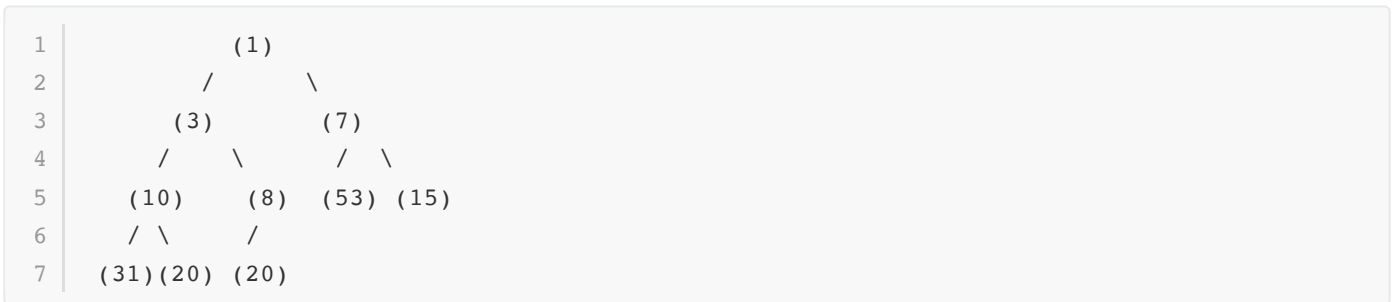 1             (1)
2           /      \
3         (3)       (7)
4        /    \      /  \
5      (10)    (8)  (53) (15)
6      / \     /
7    (31)(20) (20)